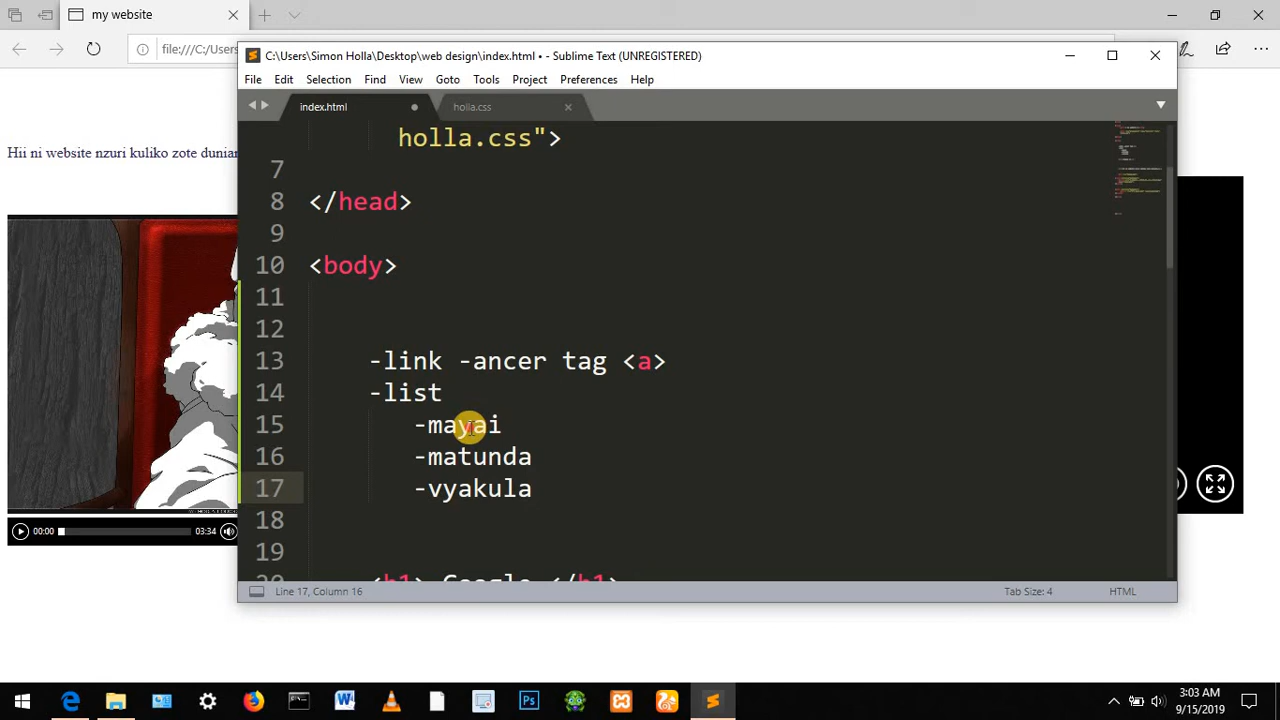 my website
file:///C:/Users
C:\Users\Simon Holla\Desktop\web design\index.html • - Sublime Text (UNREGISTERED)
File Edit Selection Find View Goto Tools Project Preferences Help
index.html holla.css
holla.css">
7
8 </head>
9
10 <body>
11
12
13 -link -ancer tag <a>
14 -list
15 -mayai
16 -matunda
17 -vyakula
18
19
20 <h1> Google </h1>
Line 17, Column 16 Tab Size: 4 HTML
Hii ni website nzuri kuliko zote
00:00 03:34
3:03 AM
9/15/2019